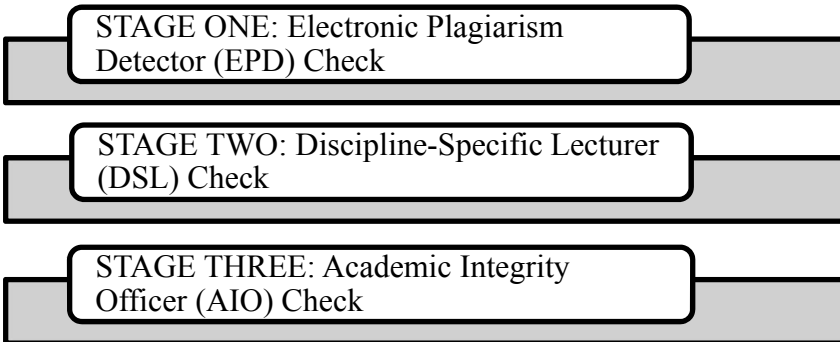 STAGE ONE: Electronic Plagiarism
Detector (EPD) Check
STAGE TWO: Discipline-Specific Lecturer
(DSL) Check
STAGE THREE: Academic Integrity
Officer (AIO) Check